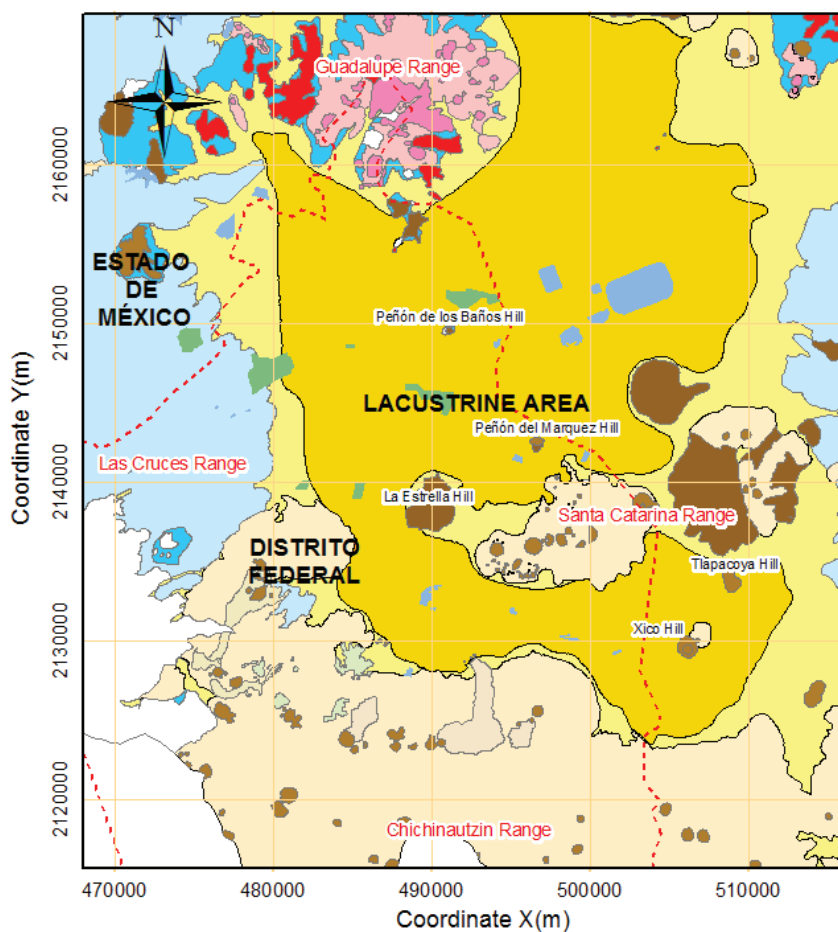 N
Guadalupe Range
ESTADO
DE
MÉXICO
Peñón de los Baños Hill
LACUSTRINE AREA
Peñón del Marquez Hill
Las Cruces Range
La Estrella Hill
Santa Catarina Range
DISTRITO
FEDERAL
Tlapacoya Hill
Xico Hill
Chichinautzin Range
2160000
2150000
2140000
2130000
2120000
Coordinate Y(m)
470000 480000 490000 500000 510000
Coordinate X(m)